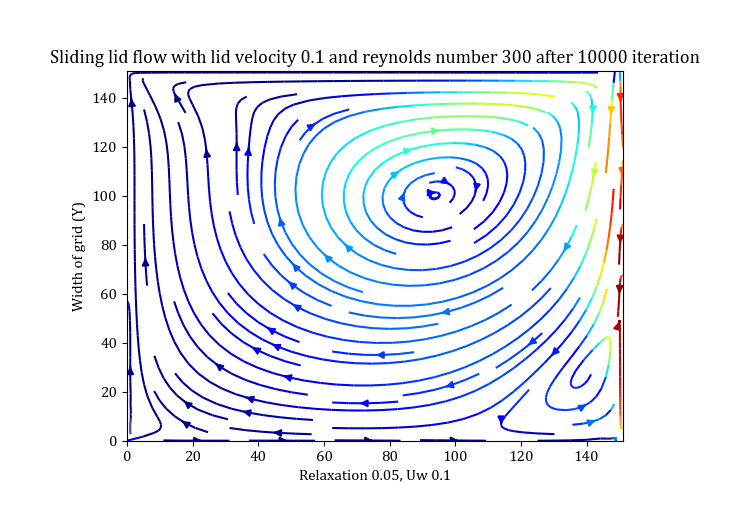 Sliding lid flow with lid velocity 0.1 and reynolds number 300 after 10000 iteration
140
120
100
80
60
40
20
0
Width of grid (Y)
0 20 40 60 80 100 120 140
Relaxation 0.05, Uw 0.1